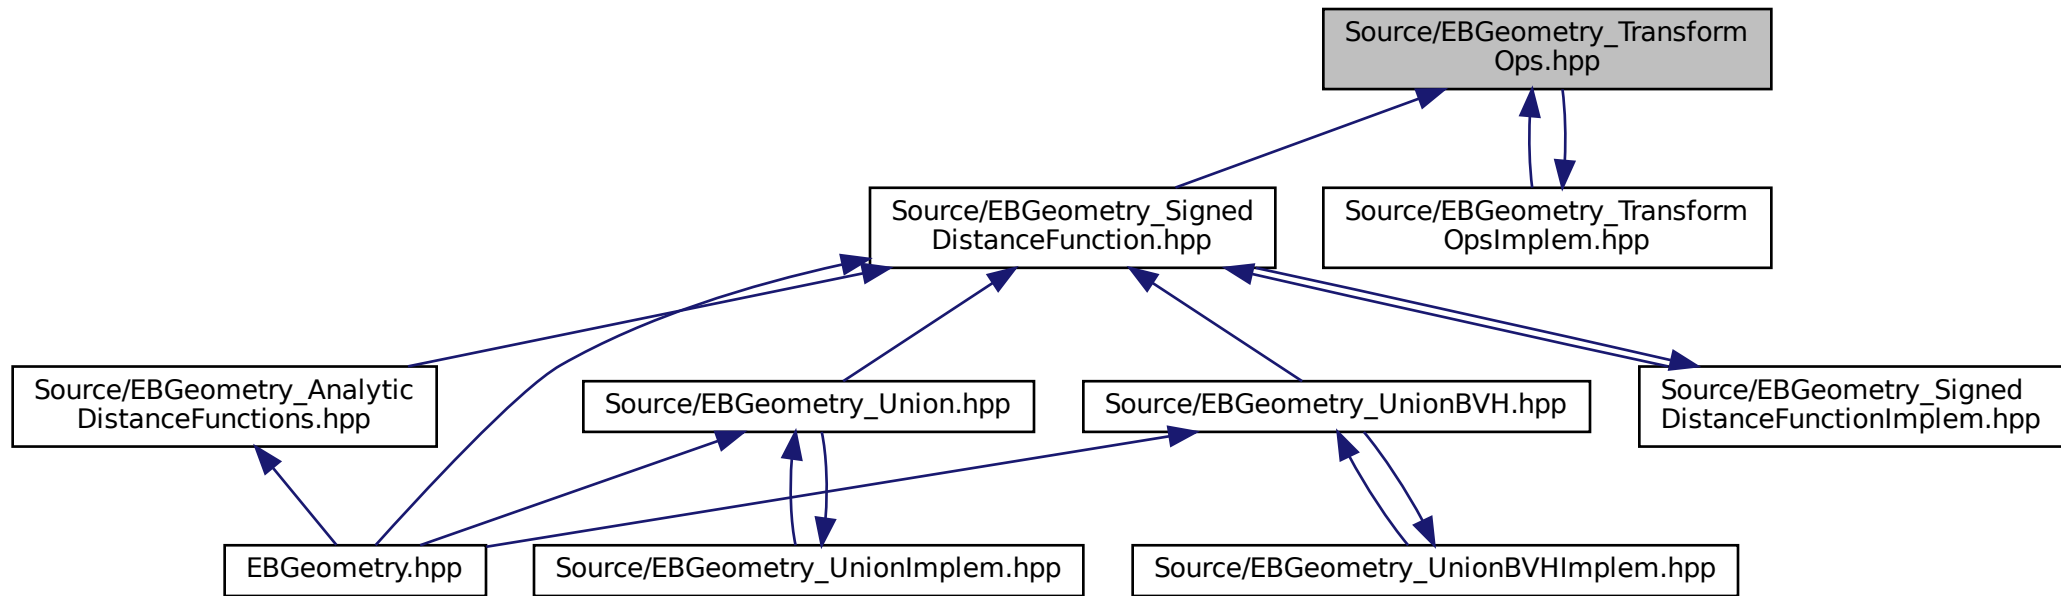 Source/EBGeometry_Transform
Ops.hpp
Source/EBGeometry_Signed
DistanceFunction.hpp
Source/EBGeometry_Transform
OpsImplem.hpp
Source/EBGeometry_Analytic
DistanceFunctions.hpp
Source/EBGeometry_Union.hpp
Source/EBGeometry_UnionBVH.hpp
Source/EBGeometry_Signed
DistanceFunctionImplem.hpp
EBGeometry.hpp
Source/EBGeometry_UnionImplem.hpp
Source/EBGeometry_UnionBVHImplem.hpp